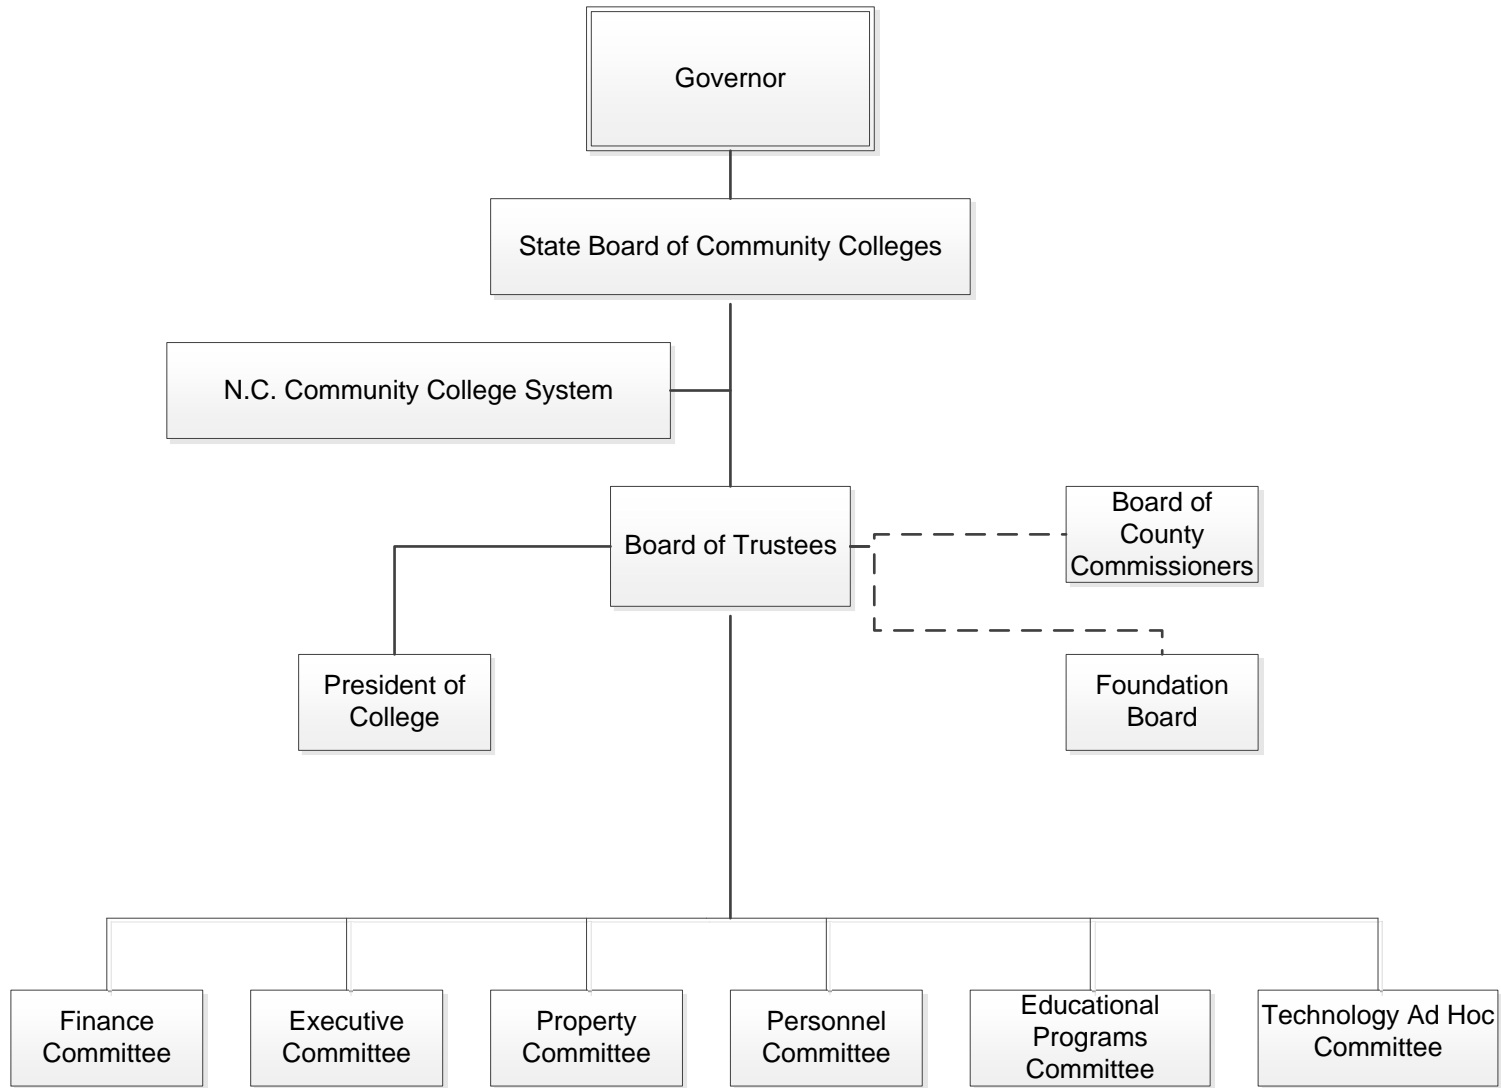 Governor
State Board of Community Colleges
N.C. Community College System
Board of Trustees
Board of
County
Commissioners
President of
College
Foundation
Board
Finance
Committee
Executive
Committee
Property
Committee
Personnel
Committee
Educational
Programs
Committee
Technology Ad Hoc
Committee